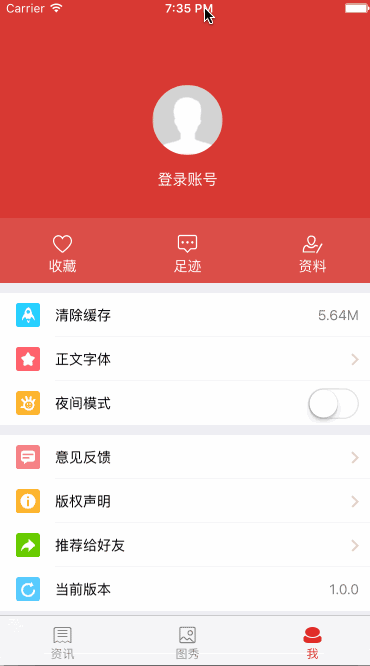 Carrier 7:35 PM
登录账号
收藏 足迹 资料
清除缓存 5.64M
正文字体
夜间模式
意见反馈
版权声明
推荐给好友
当前版本 1.0.0
资讯 图秀 我